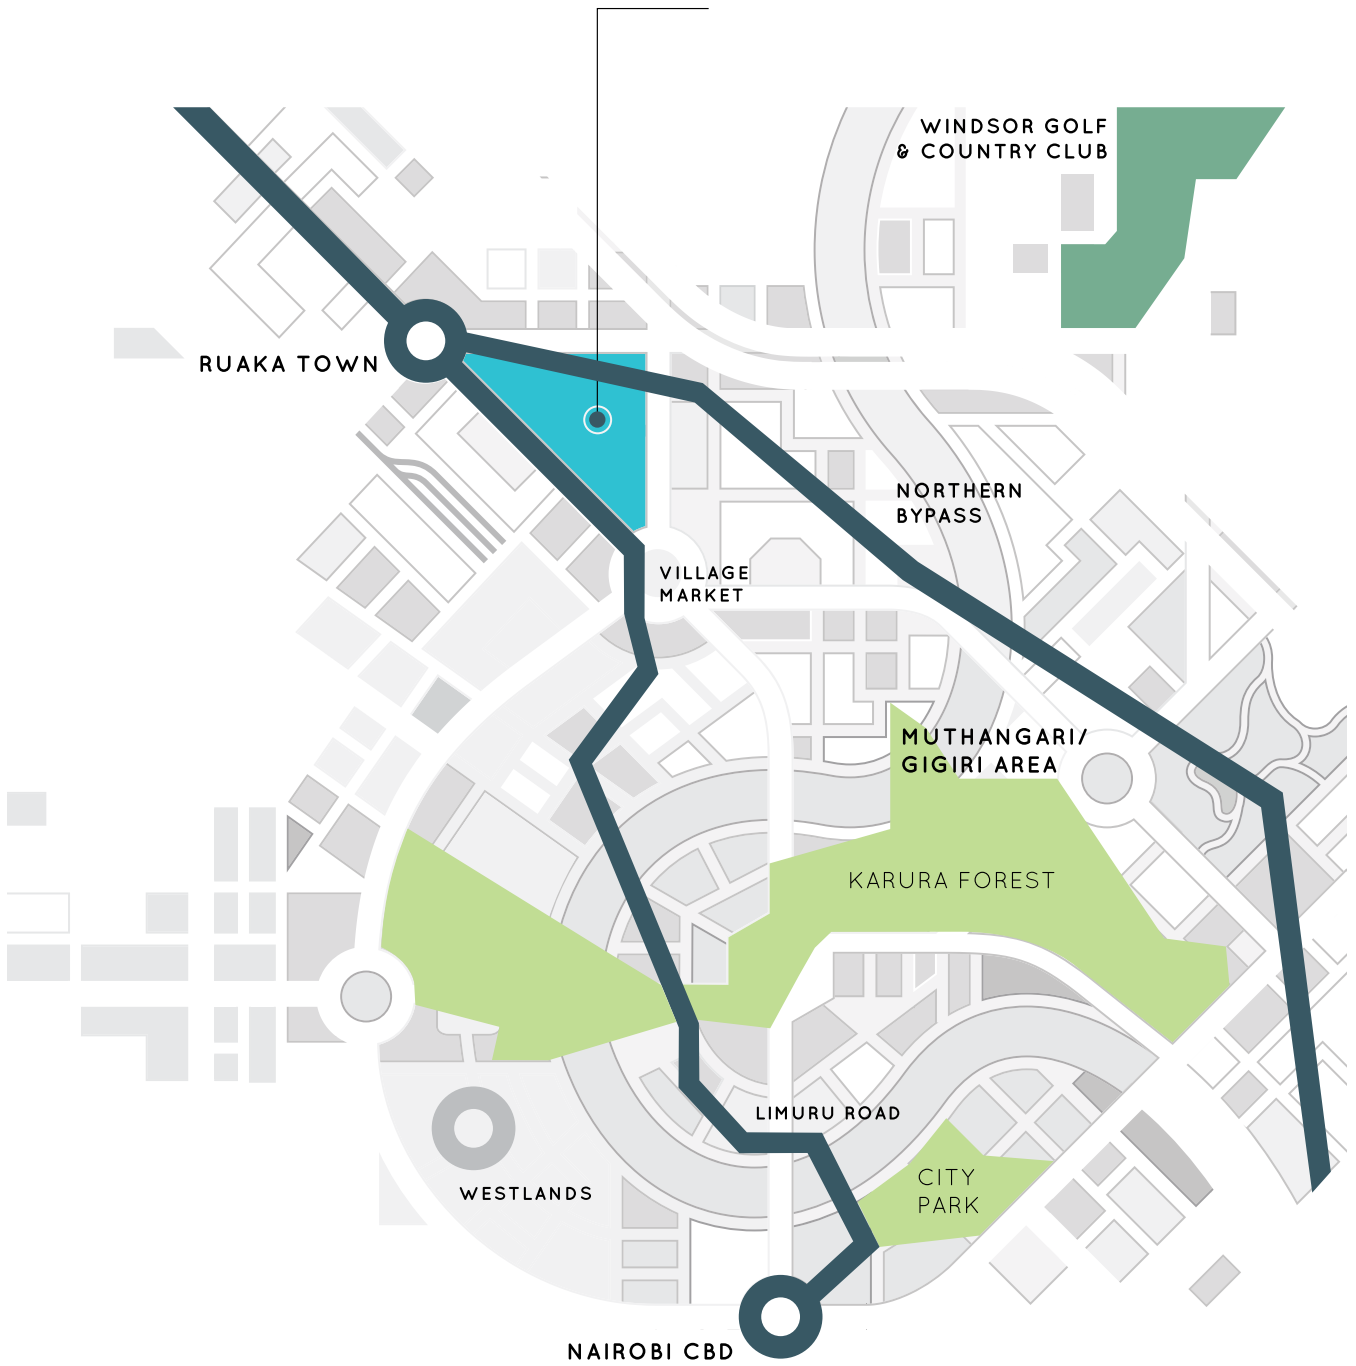 WINDSOR GOLF
& COUNTRY CLUB
RUAKA TOWN
NORTHERN
BYPASS
VILLAGE
MARKET
MUTHANGARI/
GIGIRI AREA
KARURA FOREST
LIMURU ROAD
CITY
PARK
WESTLANDS
NAIROBI CBD